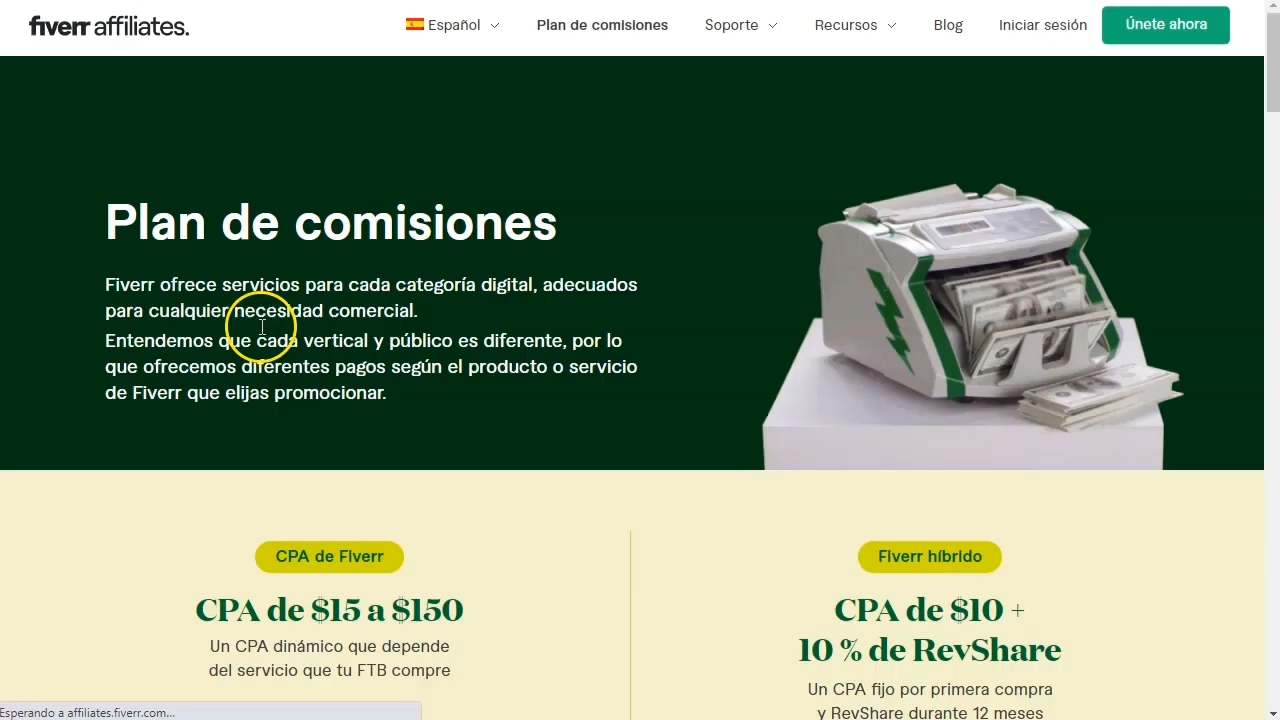 fiverr affiliates.
Español
Plan de comisiones
Soporte
Recursos
Blog
Iniciar sesión
Únete ahora
Plan de comisiones
Fiverr ofrece servicios para cada categoría digital, adecuados
para cualquier necesidad comercial.
Entendemos que cada vertical y público es diferente, por lo
que ofrecemos diferentes pagos según el producto o servicio
de Fiverr que elijas promocionar.
CPA de Fiverr
CPA de $15 a $150
Un CPA dinámico que depende
del servicio que tu FTB compre
Fiverr híbrido
CPA de $10 +
10 % de RevShare
Un CPA fijo por primera compra
y RevShare durante 12 meses
Esperando a affiliates.fiverr.com...